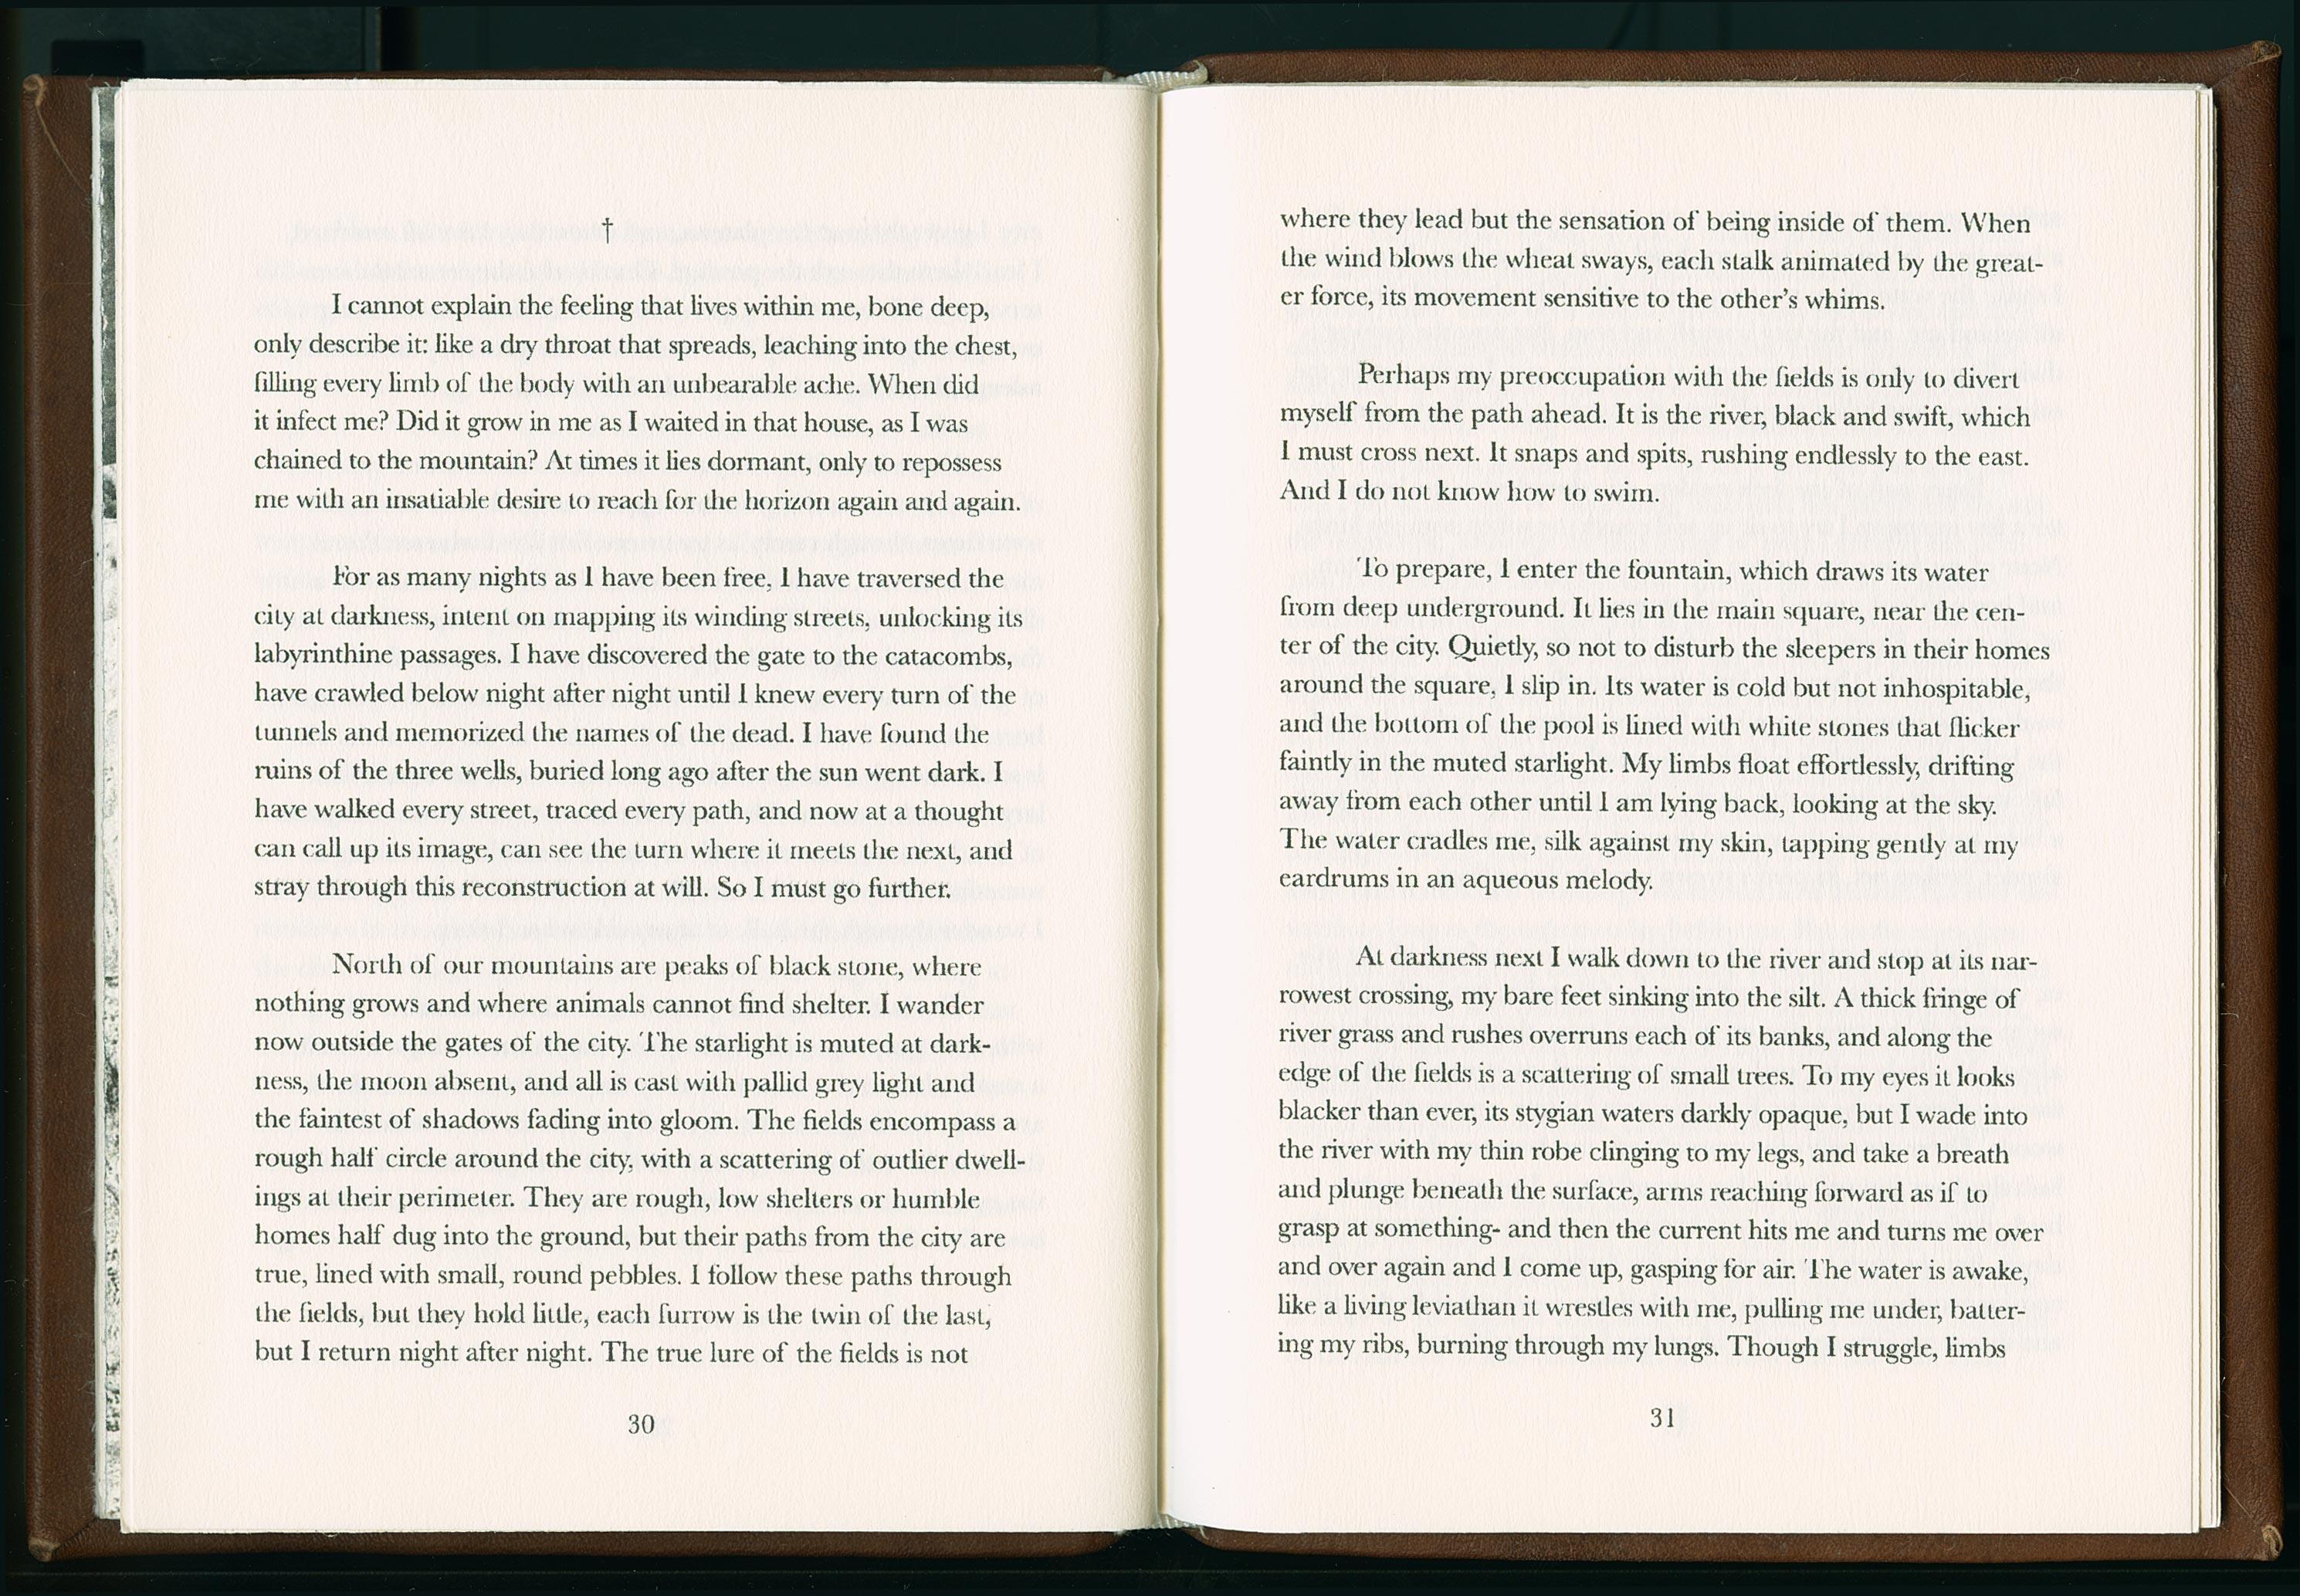 †
I cannot explain the feeling that lives within me, bone deep,
only describe it: like a dry throat that spreads, leaching into the chest,
filling every limb of the body with an unbearable ache. When did
it infect me? Did it grow in me as I waited in that house, as I was
chained to the mountain? At times it lies dormant, only to repossess
me with an insatiable desire to reach for the horizon again and again.
For as many nights as I have been free, I have traversed the
city at darkness, intent on mapping its winding streets, unlocking its
labyrinthine passages. I have discovered the gate to the catacombs,
have crawled below night after night until I knew every turn of the
tunnels and memorized the names of the dead. I have found the
ruins of the three wells, buried long ago after the sun went dark. I
have walked every street, traced every path, and now at a thought
can call up its image, can see the turn where it meets the next, and
stray through this reconstruction at will. So I must go further.
North of our mountains are peaks of black stone, where
nothing grows and where animals cannot find shelter. I wander
now outside the gates of the city. The starlight is muted at dark-
ness, the moon absent, and all is cast with pallid grey light and
the faintest of shadows fading into gloom. The fields encompass a
rough half circle around the city, with a scattering of outlier dwell-
ings at their perimeter. They are rough, low shelters or humble
homes half dug into the ground, but their paths from the city are
true, lined with small, round pebbles. I follow these paths through
the fields, but they hold little, each furrow is the twin of the last,
but I return night after night. The true lure of the fields is not
30
where they lead but the sensation of being inside of them. When
the wind blows the wheat sways, each stalk animated by the great-
er force, its movement sensitive to the other's whims.
Perhaps my preoccupation with the fields is only to divert
myself from the path ahead. It is the river, black and swift, which
I must cross next. It snaps and spits, rushing endlessly to the east.
And I do not know how to swim.
To prepare, I enter the fountain, which draws its water
from deep underground. It lies in the main square, near the cen-
ter of the city. Quietly, so not to disturb the sleepers in their homes
around the square, I slip in. Its water is cold but not inhospitable,
and the bottom of the pool is lined with white stones that flicker
faintly in the muted starlight. My limbs float effortlessly, drifting
away from each other until I am lying back, looking at the sky.
The water cradles me, silk against my skin, tapping gently at my
eardrums in an aqueous melody.
At darkness next I walk down to the river and stop at its nar-
rowest crossing, my bare feet sinking into the silt. A thick fringe of
river grass and rushes overruns each of its banks, and along the
edge of the fields is a scattering of small trees. To my eyes it looks
blacker than ever, its stygian waters darkly opaque, but I wade into
the river with my thin robe clinging to my legs, and take a breath
and plunge beneath the surface, arms reaching forward as if to
grasp at something- and then the current hits me and turns me over
and over again and I come up, gasping for air. The water is awake,
like a living leviathan it wrestles with me, pulling me under, batter-
ing my ribs, burning through my lungs. Though I struggle, limbs
31